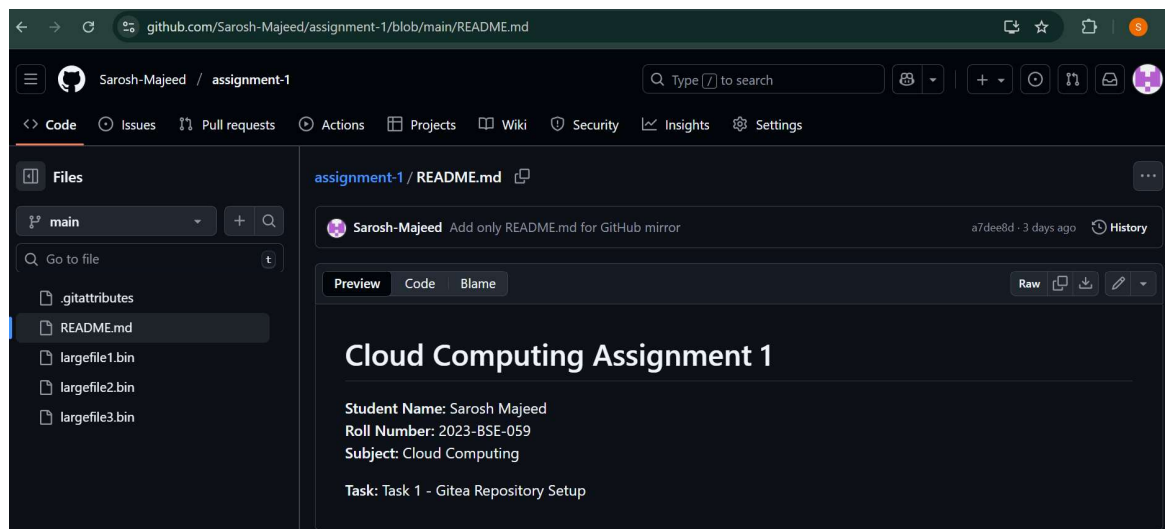 github.com/Sarosh-Majeed/assignment-1/blob/main/README.md
S
Sarosh-Majeed / assignment-1
Type / to search
Code Issues Pull requests Actions Projects Wiki Security Insights Settings
Files
assignment-1 / README.md
main
Sarosh-Majeed Add only README.md for GitHub mirror a7dee8d · 3 days ago History
Go to file t
Preview Code Blame Raw
.gitattributes
README.md
largefile1.bin
largefile2.bin
largefile3.bin
Cloud Computing Assignment 1
Student Name: Sarosh Majeed
Roll Number: 2023-BSE-059
Subject: Cloud Computing
Task: Task 1 - Gitea Repository Setup